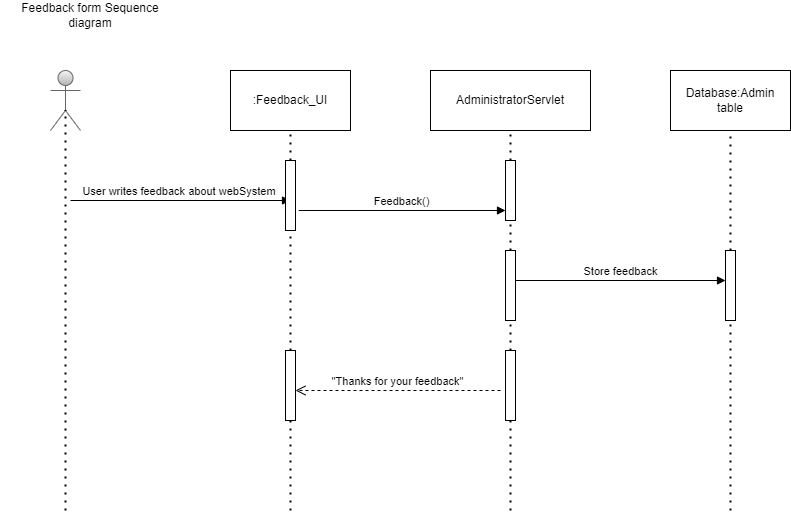 Feedback form Sequence
diagram
:Feedback_UI
AdministratorServlet
Database:Admin
table
User writes feedback about webSystem
Feedback()
Store feedback
"Thanks for your feedback"